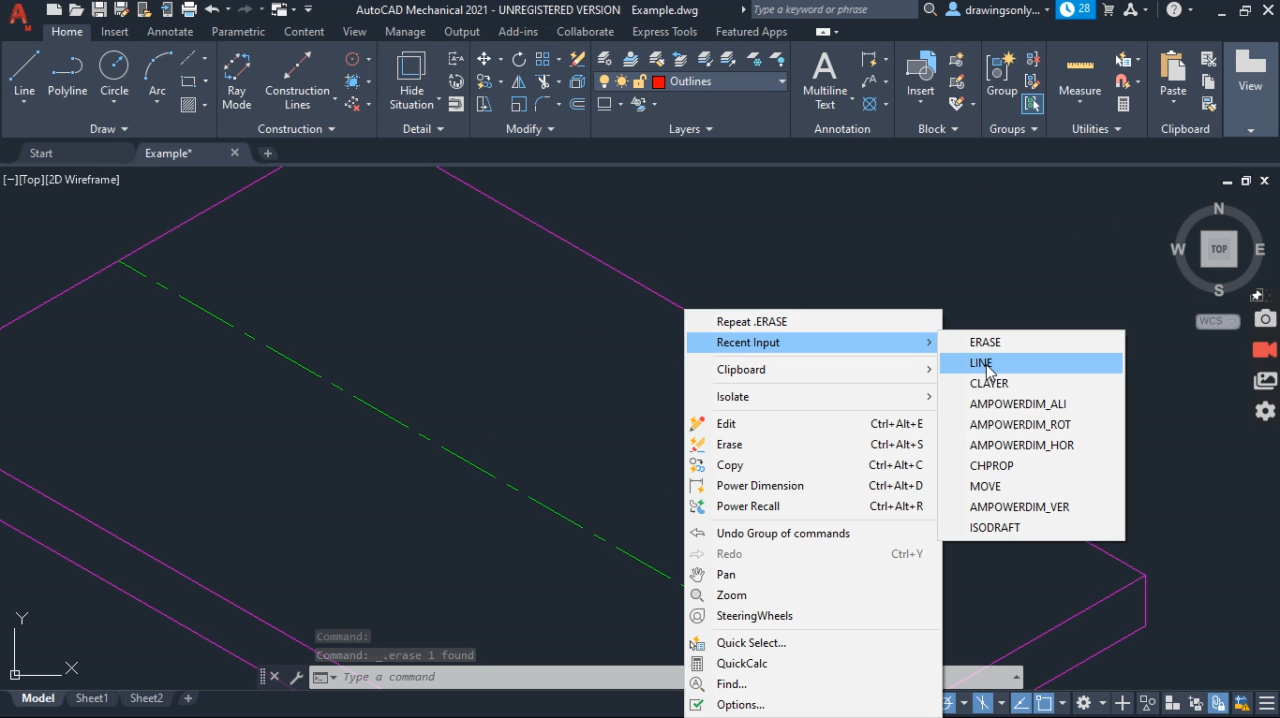 AutoCAD Mechanical 2021 - UNREGISTERED VERSION Example.dwg Type a keyword or phrase drawingsonly... 28
Home Insert Annotate Parametric Content View Manage Output Add-ins Collaborate Express Tools Featured Apps
Line Polyline Circle Arc Ray Mode Construction Lines Hide Situation Outlines Multiline Text Insert Group Measure Paste View
Draw Construction Detail Modify Layers Annotation Block Groups Utilities Clipboard
Start Example*
[−][Top][2D Wireframe]
N
W TOP E
S
WCS
Repeat .ERASE
Recent Input
Clipboard
Isolate
Edit Ctrl+Alt+E
Erase Ctrl+Alt+S
Copy Ctrl+Alt+C
Power Dimension Ctrl+Alt+D
Power Recall Ctrl+Alt+R
Undo Group of commands
Redo Ctrl+Y
Pan
Zoom
SteeringWheels
Quick Select...
QuickCalc
Find...
Options...
ERASE
LINE
CLAYER
AMPOWERDIM_ALI
AMPOWERDIM_ROT
AMPOWERDIM_HOR
CHPROP
MOVE
AMPOWERDIM_VER
ISODRAFT
Y
X
Command:
Command: _.erase 1 found
Type a command
Model Sheet1 Sheet2